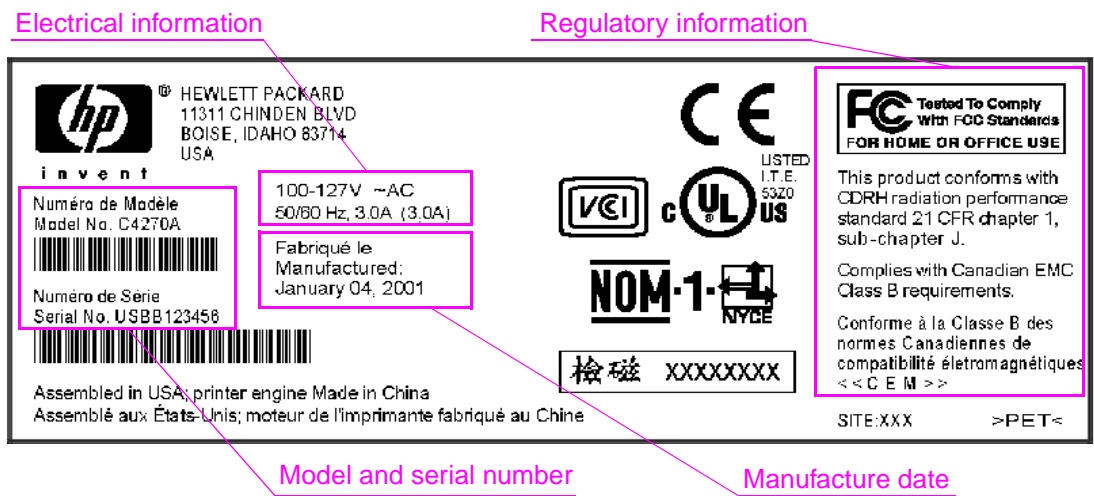 Electrical information
Regulatory information
hp
®
invent
HEWLETT PACKARD
11311 CHINDEN BLVD
BOISE, IDAHO 83714
USA
Numéro de Modèle
Model No. C4270A
Numéro de Série
Serial No. USBB123456
100-127V ~AC
50/60 Hz, 3.0A (3,0A)
Fabriqué le
Manufactured:
January 04, 2001
Assembled in USA; printer engine Made in China
Assemblé aux États-Unis; moteur de l'imprimante fabriqué au Chine
CE
VCI
C UL ® US
LISTED
I.T.E.
53Z0
NOM-1-
NYCE
檢磁 XXXXXXXX
FC Tested To Comply
With FCC Standards
FOR HOME OR OFFICE USE
This product conforms with
CDRH radiation performance
standard 21 CFR chapter 1,
sub-chapter J.
Complies with Canadian EMC
Class B requirements.
Conforme à la Classe B des
normes Canadiennes de
compatibilité életromagnétiques
<<CEM>>
SITE:XXX >PET<
Model and serial number
Manufacture date